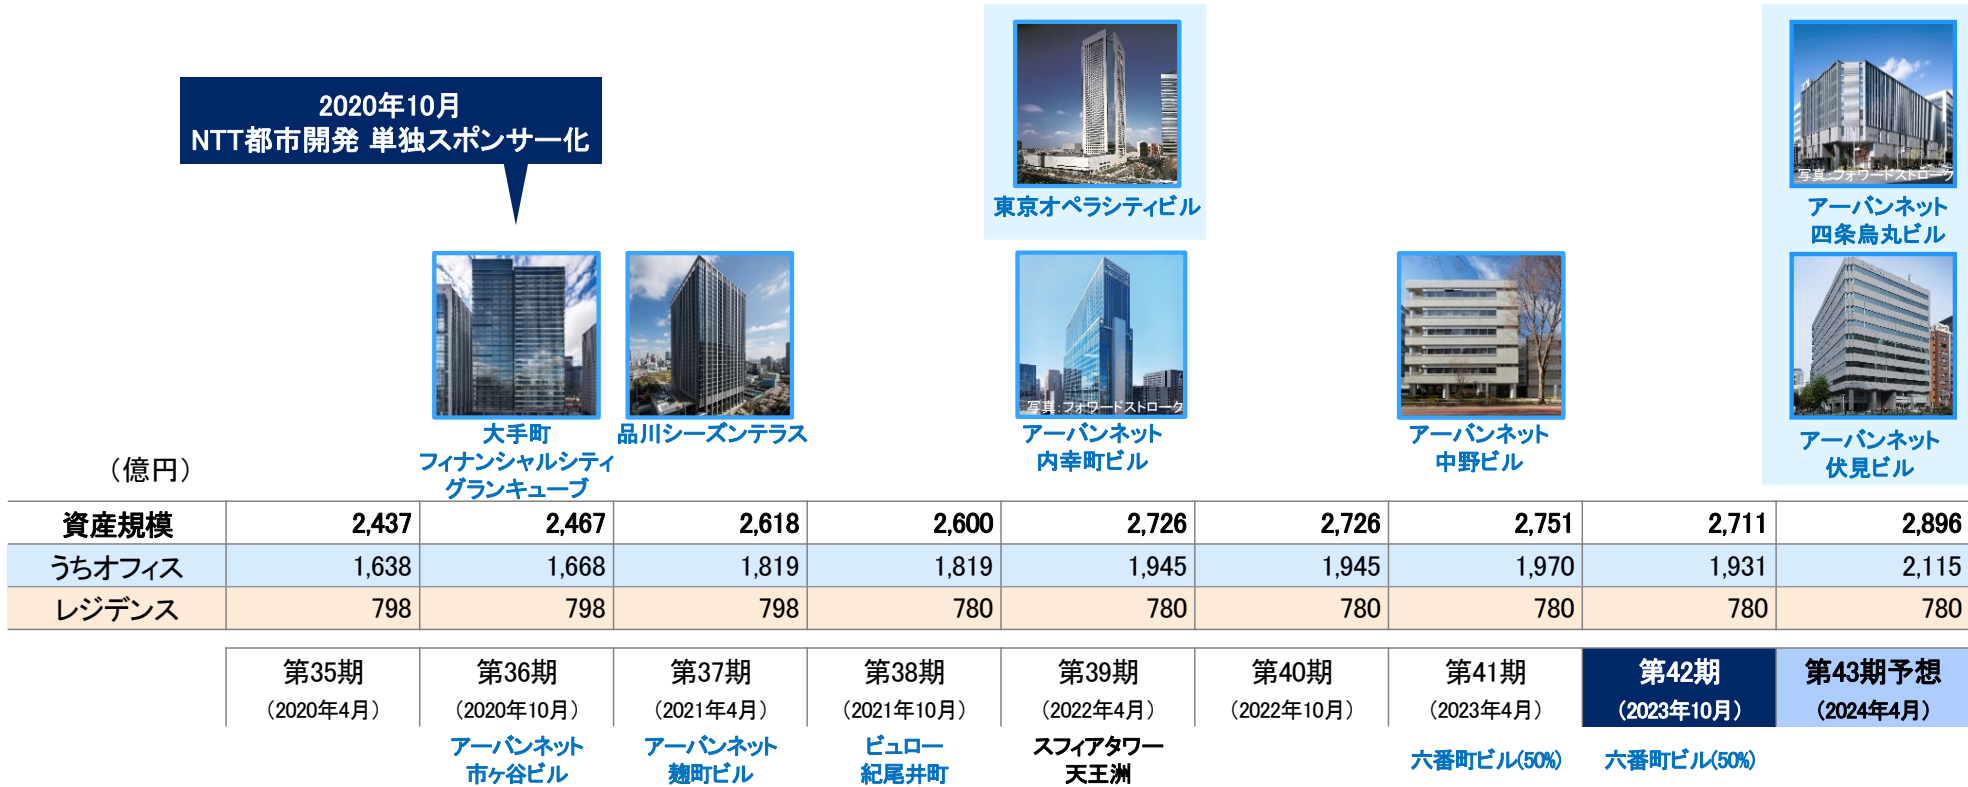 2020年10月
NTT都市開発 単独スポンサー化
東京オペラシティビル
写真：フォワードストローク
アーバンネット
四条烏丸ビル
大手町
フィナンシャルシティ
グランキューブ
品川シーズンテラス
写真：フォワードストローク
アーバンネット
内幸町ビル
アーバンネット
中野ビル
アーバンネット
伏見ビル
（億円）
資産規模 2,437 2,467 2,618 2,600 2,726 2,726 2,751 2,711 2,896
うちオフィス 1,638 1,668 1,819 1,819 1,945 1,945 1,970 1,931 2,115
レジデンス 798 798 798 780 780 780 780 780 780
第35期 第36期 第37期 第38期 第39期 第40期 第41期 第42期 第43期予想
（2020年4月） （2020年10月） （2021年4月） （2021年10月） （2022年4月） （2022年10月） （2023年4月） （2023年10月） （2024年4月）
アーバンネット
市ヶ谷ビル
アーバンネット
麹町ビル
ビュロー
紀尾井町
スフィアタワー
天王洲
六番町ビル(50%)
六番町ビル(50%)